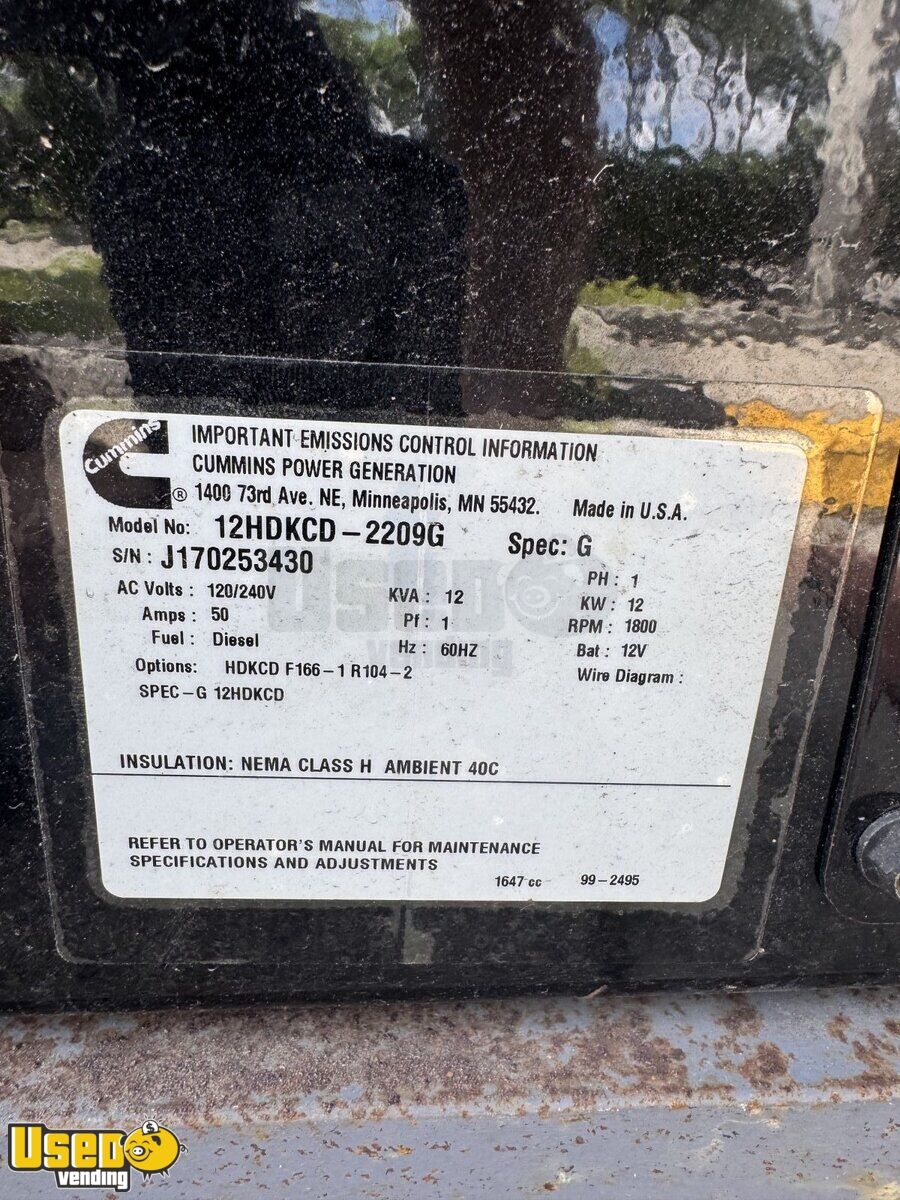 Cummins ®
IMPORTANT EMISSIONS CONTROL INFORMATION
CUMMINS POWER GENERATION
1400 73rd Ave. NE, Minneapolis, MN 55432. Made in U.S.A.
Model No: 12HDKCD-2209G Spec: G
S/N: J170253430
AC Volts: 120/240V KVA: 12 PH: 1
Amps: 50 Pf: 1 KW: 12
Fuel: Diesel Hz: 60HZ RPM: 1800
Bat: 12V
Options: HDKCD F166-1 R104-2 Wire Diagram:
SPEC-G 12HDKCD
INSULATION: NEMA CLASS H AMBIENT 40C
REFER TO OPERATOR'S MANUAL FOR MAINTENANCE
SPECIFICATIONS AND ADJUSTMENTS
1647 cc 99-2495
USED
vending
USED
vending